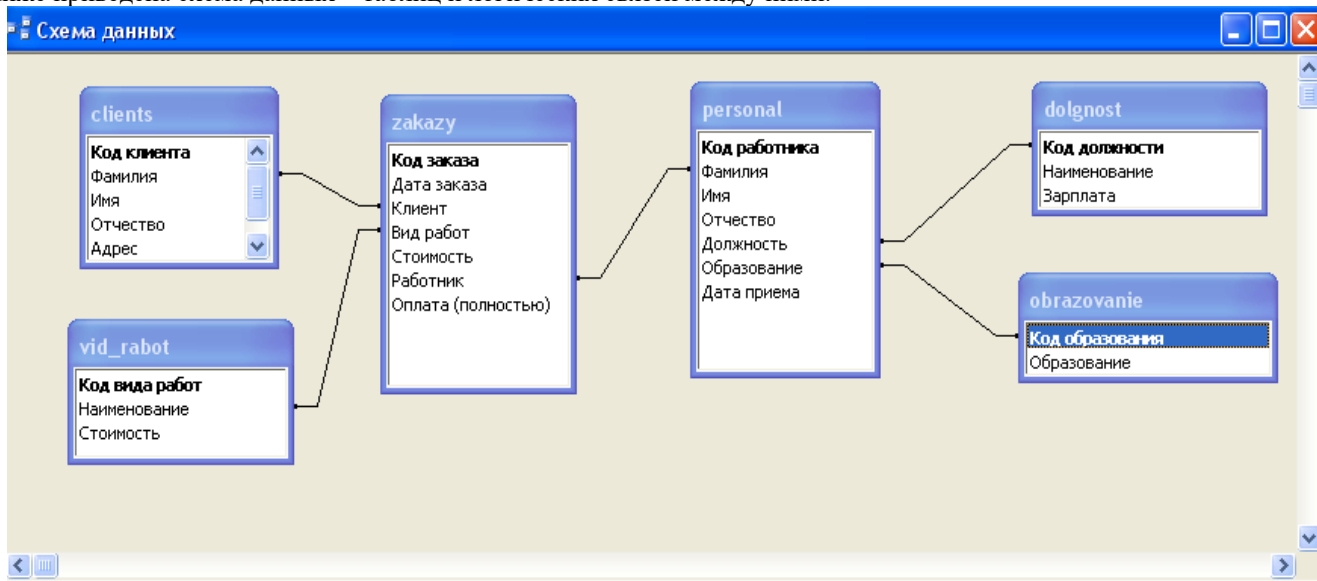 Схема данных
clients
Код клиента
Фамилия
Имя
Отчество
Адрес
zakazy
Код заказа
Дата заказа
Клиент
Вид работ
Стоимость
Работник
Оплата (полностью)
personal
Код работника
Фамилия
Имя
Отчество
Должность
Образование
Дата приема
dolgnost
Код должности
Наименование
Зарплата
vid_rabot
Код вида работ
Наименование
Стоимость
obrazovanie
Код образования
Образование